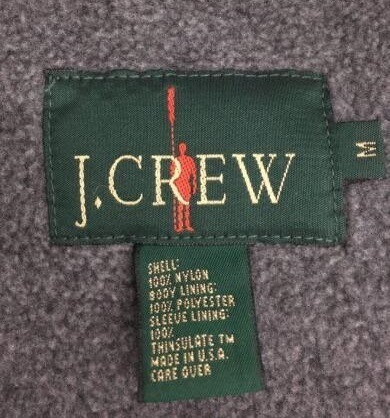 J.CREW
M
SHELL:
100% NYLON
BODY LINING:
100% POLYESTER
SLEEVE LINING:
100%
THINSULATE TM
MADE IN U.S.A.
CARE OVER